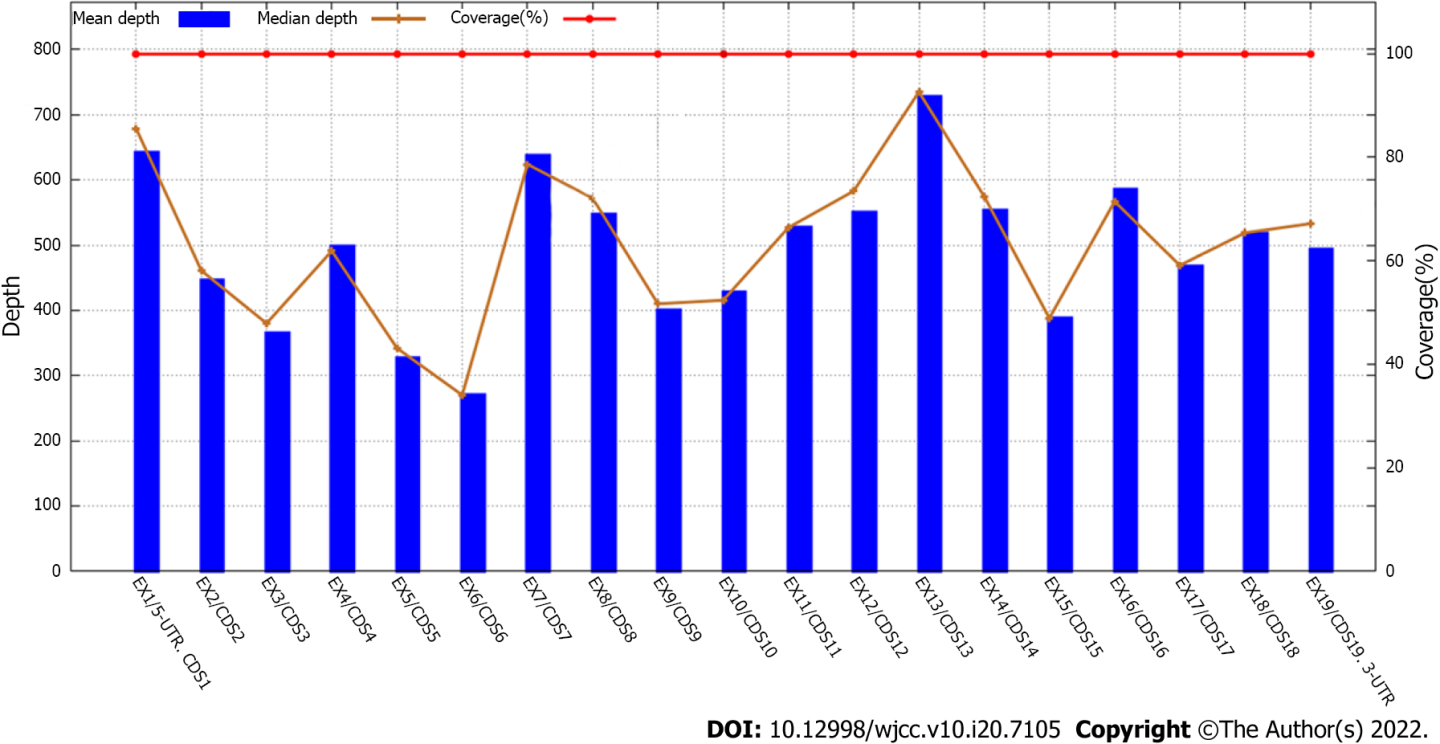 Mean depth Median depth Coverage(%)
800
700
600
500
400
300
200
100
0
Depth
100
80
60
40
20
0
Coverage(%)
EX1/5-UTR. CDS1
EX2/CDS2
EX3/CDS3
EX4/CDS4
EX5/CDS5
EX6/CDS6
EX7/CDS7
EX8/CDS8
EX9/CDS9
EX10/CDS10
EX11/CDS11
EX12/CDS12
EX13/CDS13
EX14/CDS14
EX15/CDS15
EX16/CDS16
EX17/CDS17
EX18/CDS18
EX19/CDS19. 3-UTR
DOI: 10.12998/wjcc.v10.i20.7105 Copyright ©The Author(s) 2022.